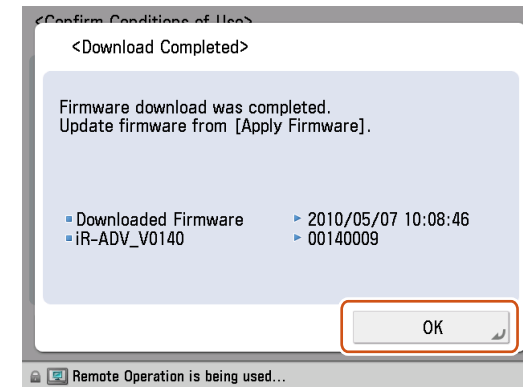 <Confirm Conditions of Use>
<Download Completed>
Firmware download was completed.
Update firmware from [Apply Firmware].
Downloaded Firmware 2010/05/07 10:08:46
iR-ADV_V0140 00140009
OK
Remote Operation is being used...